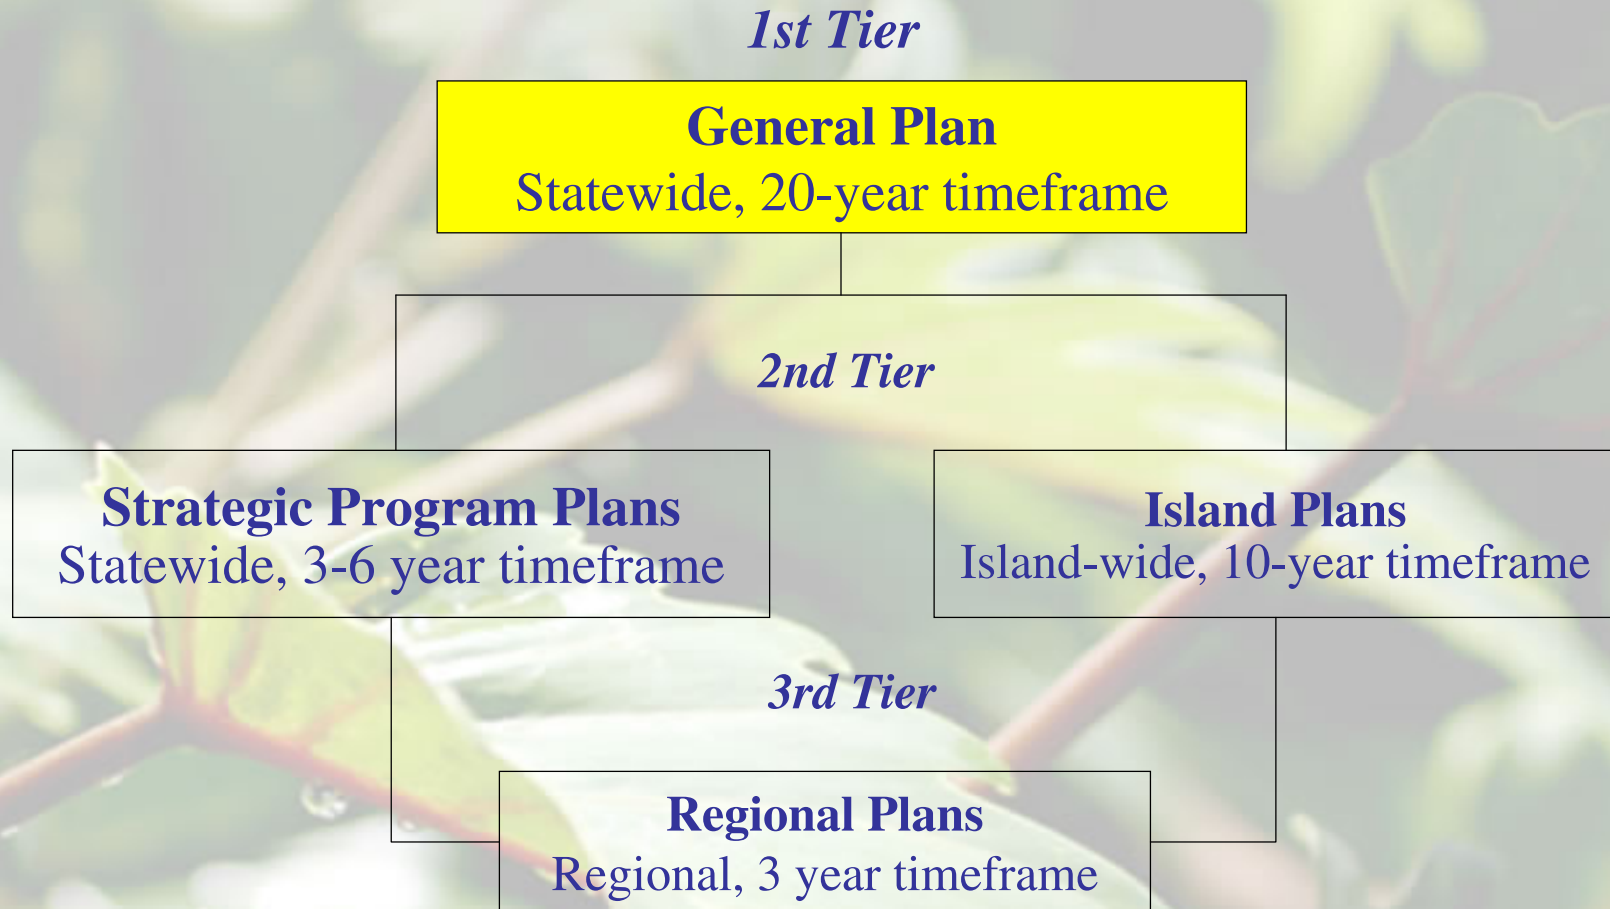 1st Tier
General Plan
Statewide, 20-year timeframe
2nd Tier
Strategic Program Plans
Statewide, 3-6 year timeframe
Island Plans
Island-wide, 10-year timeframe
3rd Tier
Regional Plans
Regional, 3 year timeframe